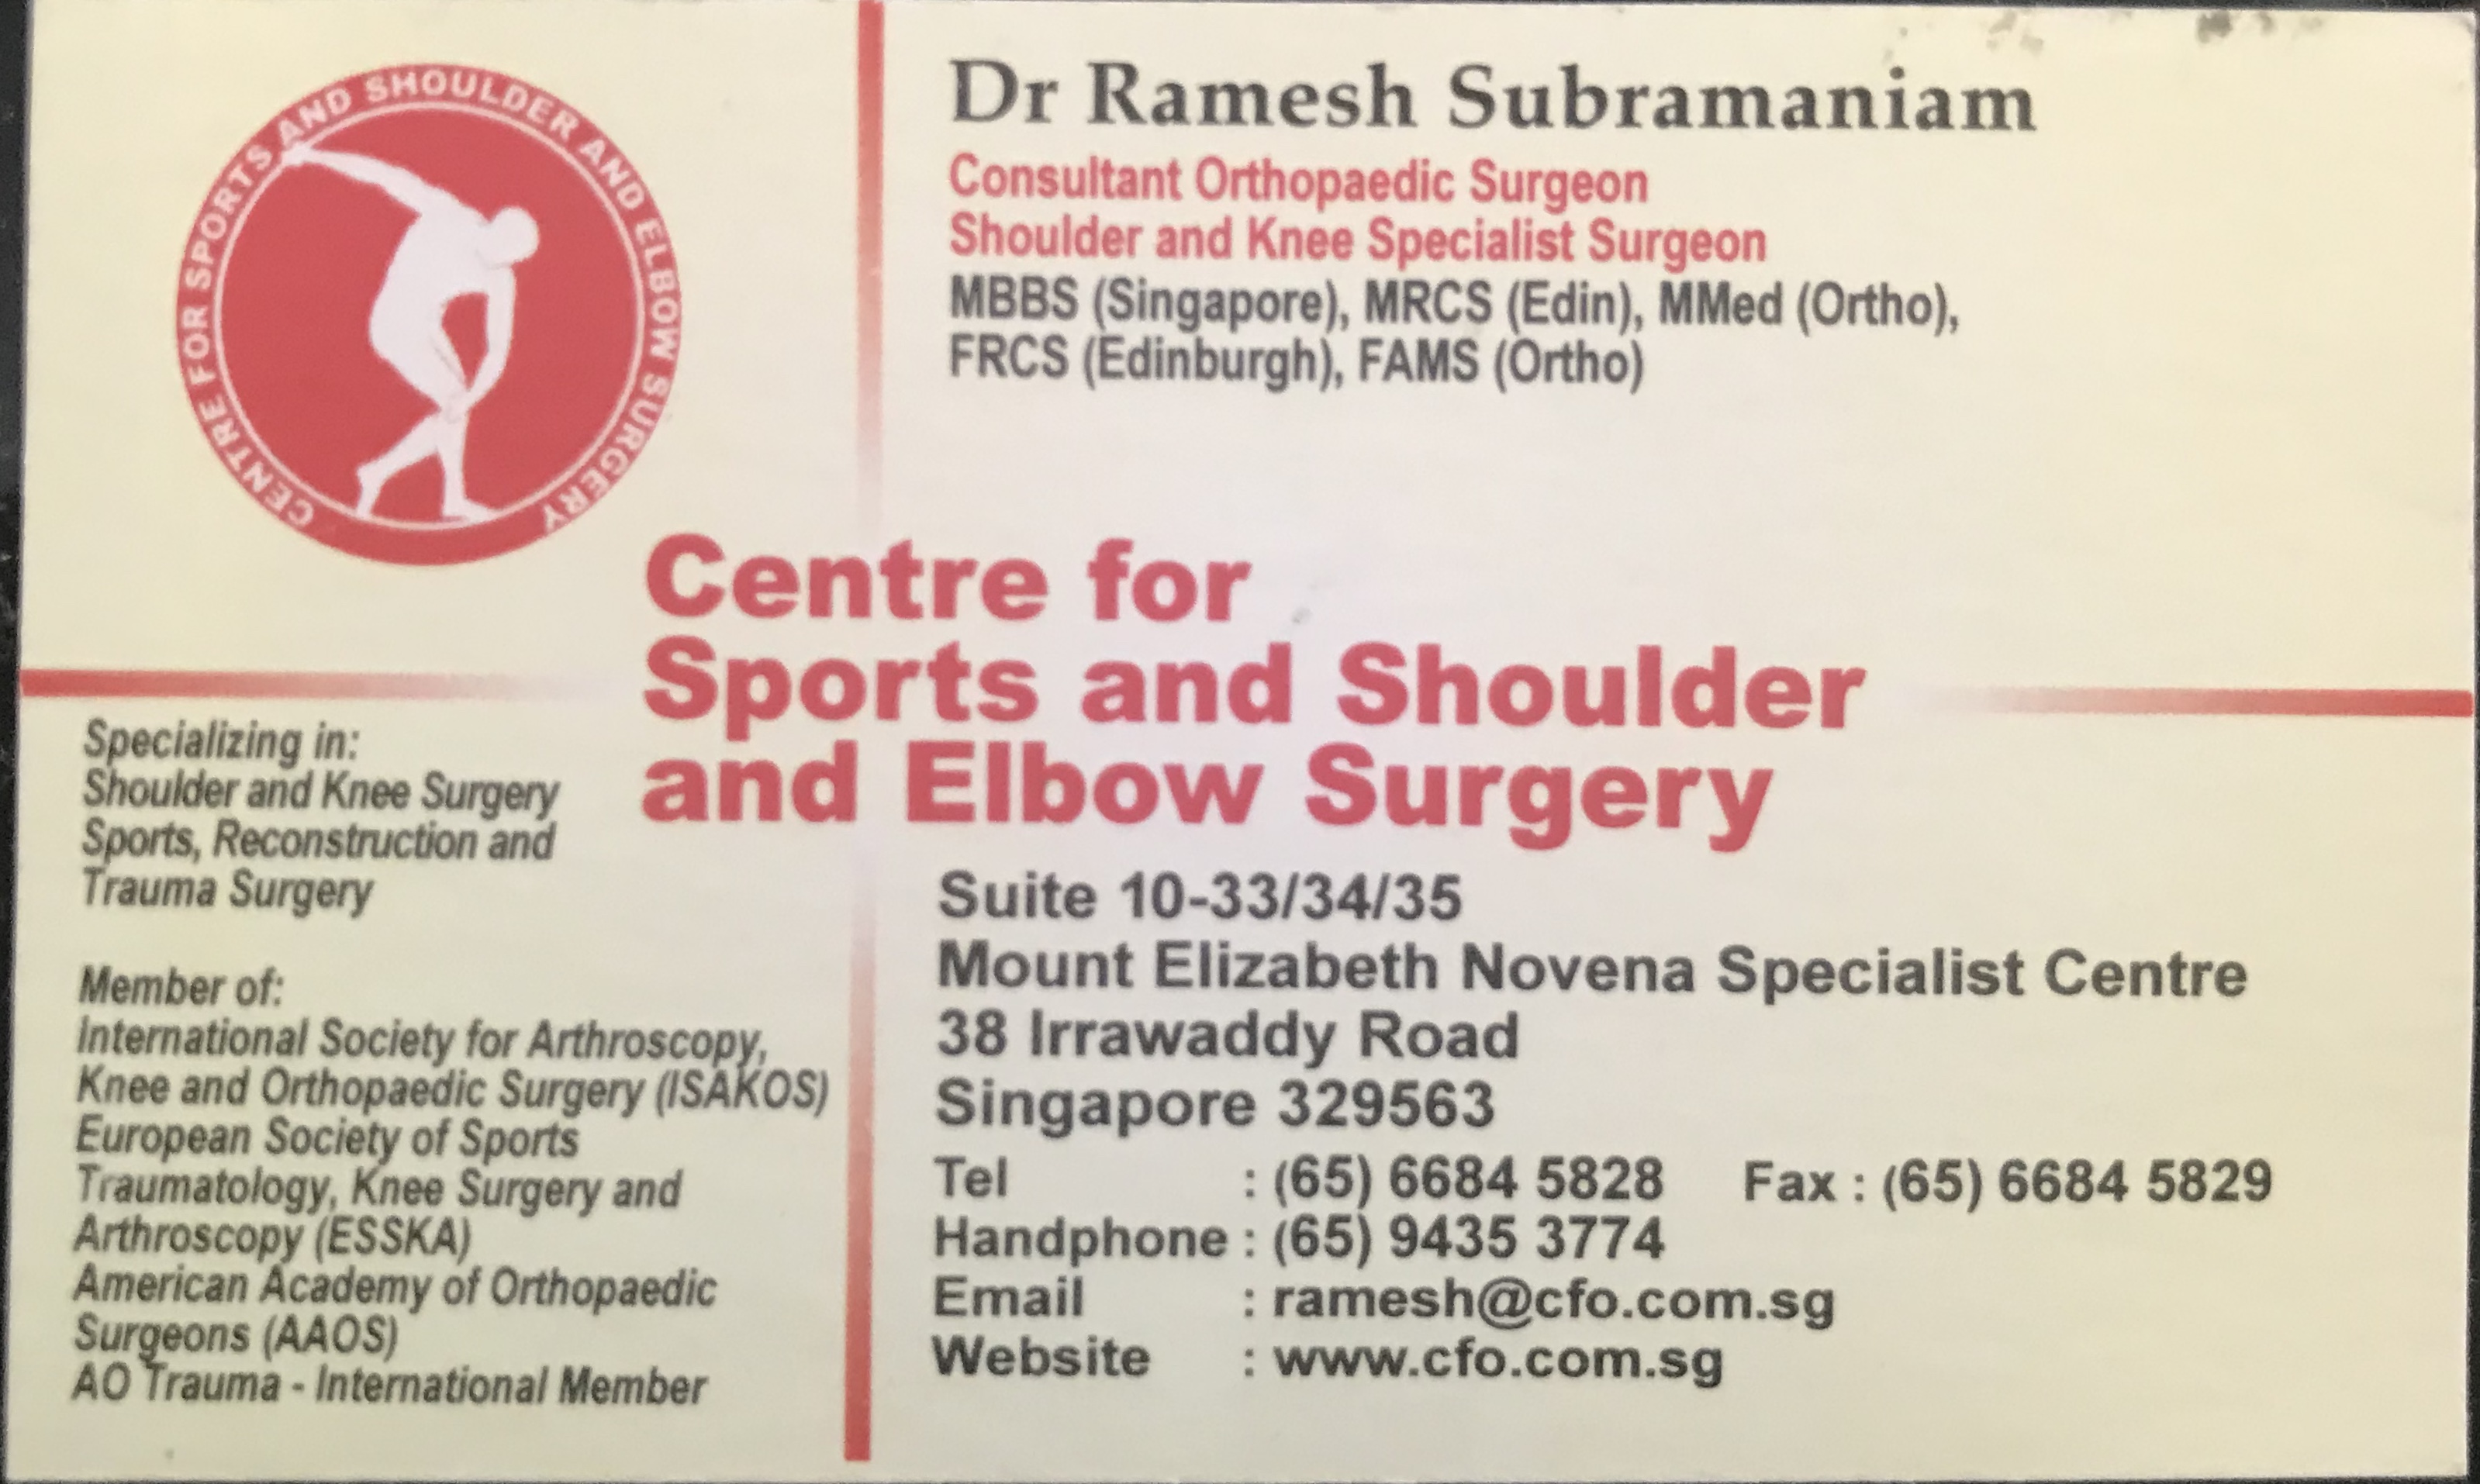 CENTRE FOR SPORTS AND SHOULDER AND ELBOW SURGERY
Dr Ramesh Subramaniam
Consultant Orthopaedic Surgeon
Shoulder and Knee Specialist Surgeon
MBBS (Singapore), MRCS (Edin), MMed (Ortho),
FRCS (Edinburgh), FAMS (Ortho)
Centre for
Sports and Shoulder
and Elbow Surgery
Specializing in:
Shoulder and Knee Surgery
Sports, Reconstruction and
Trauma Surgery
Member of:
International Society for Arthroscopy,
Knee and Orthopaedic Surgery (ISAKOS)
European Society of Sports
Traumatology, Knee Surgery and
Arthroscopy (ESSKA)
American Academy of Orthopaedic
Surgeons (AAOS)
AO Trauma - International Member
Suite 10-33/34/35
Mount Elizabeth Novena Specialist Centre
38 Irrawaddy Road
Singapore 329563
Tel : (65) 6684 5828 Fax : (65) 6684 5829
Handphone : (65) 9435 3774
Email : ramesh@cfo.com.sg
Website : www.cfo.com.sg